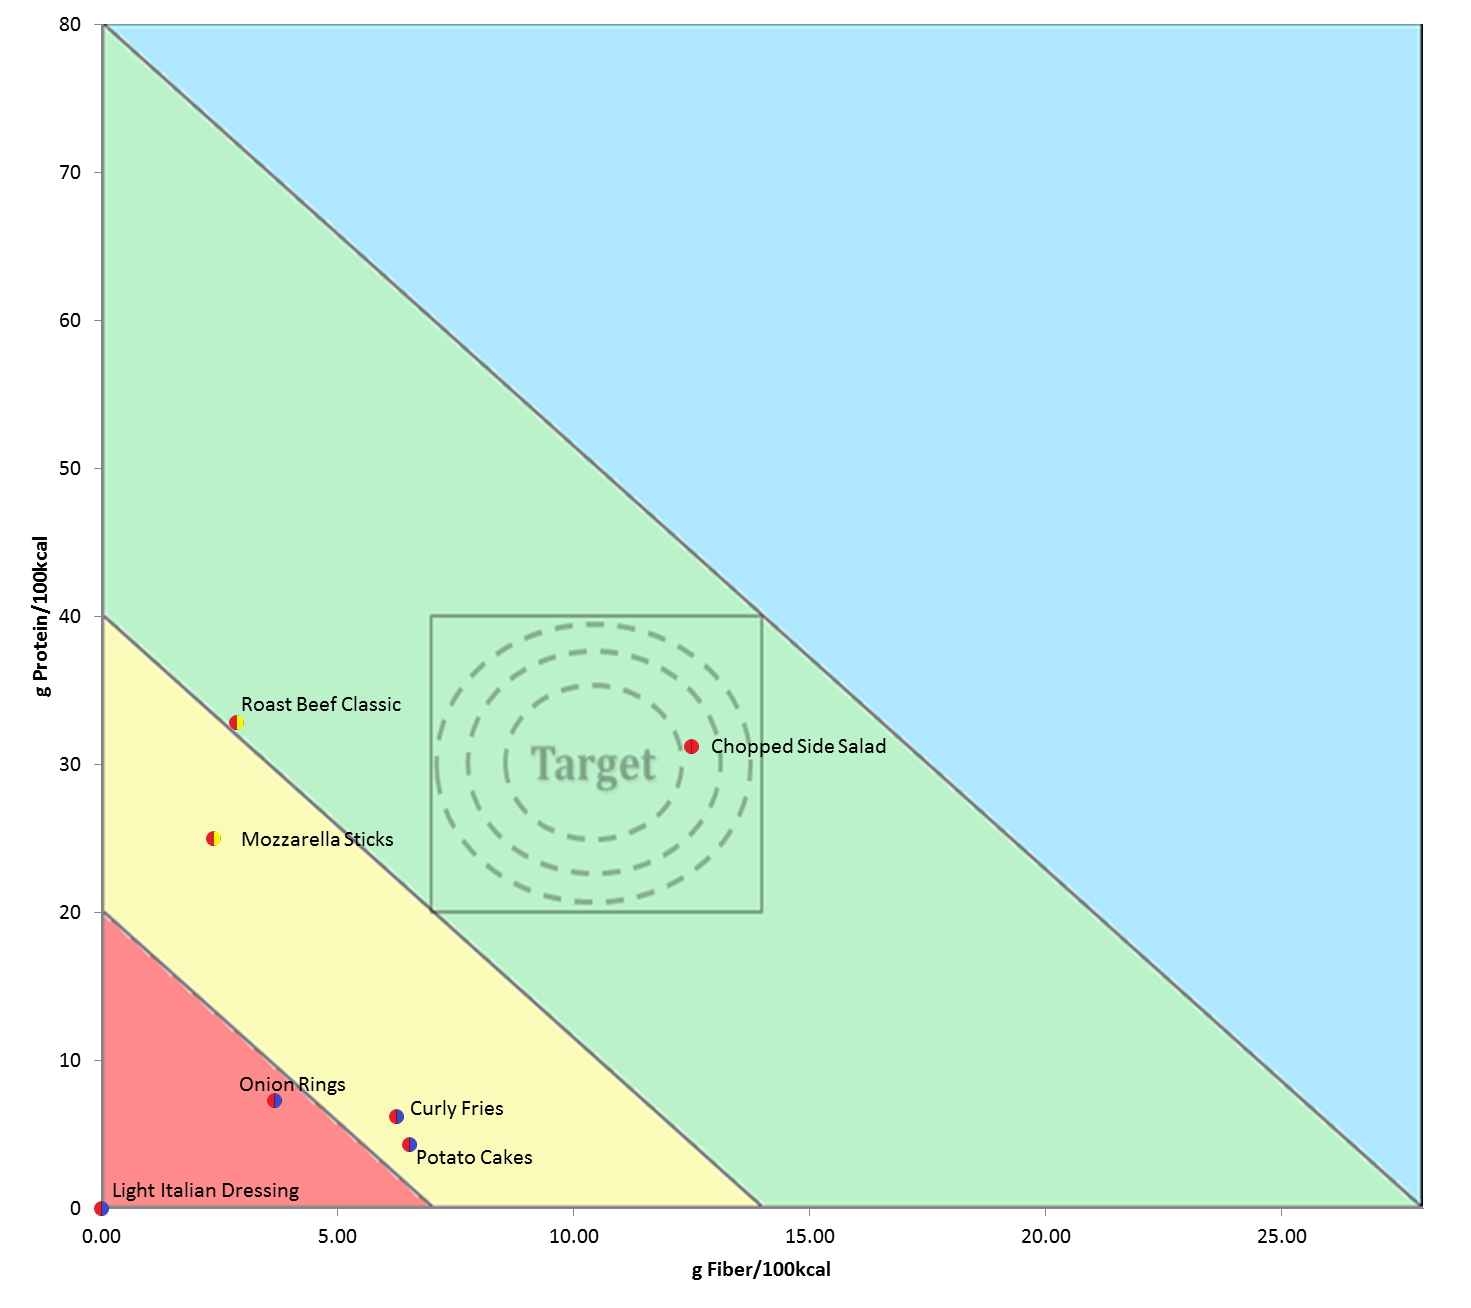 80
70
60
50
40
30
20
10
0
g Protein/100kcal
Roast Beef Classic
Chopped Side Salad
Target
Mozzarella Sticks
Onion Rings
Curly Fries
Potato Cakes
Light Italian Dressing
0.00 5.00 10.00 15.00 20.00 25.00
g Fiber/100kcal